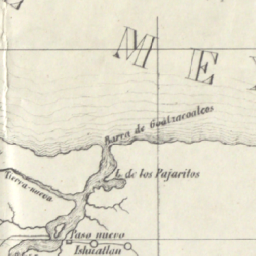 M E
Barra de Goatzacoalcos
L. de los Pajaritos
Tierra-nueva
Paso nuevo
Ishuatlan